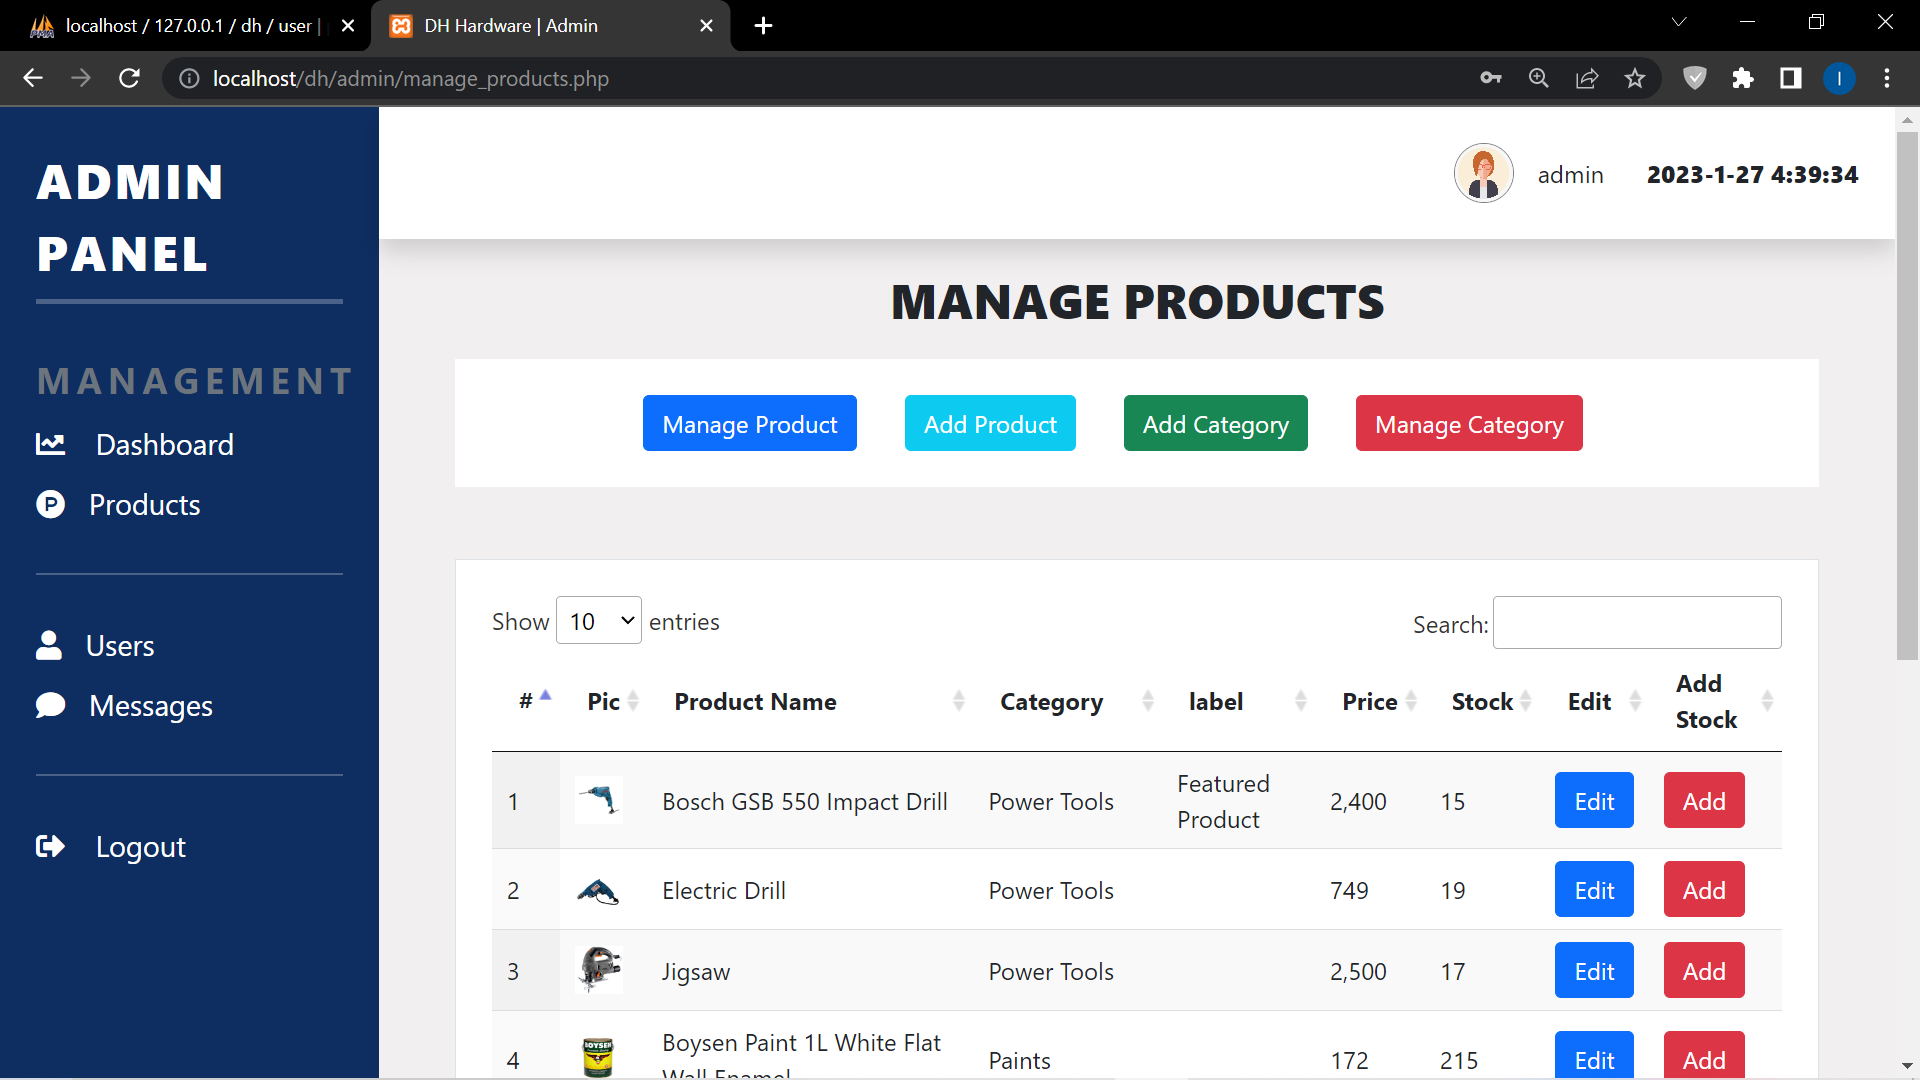 localhost / 127.0.0.1 / dh / user |
DH Hardware | Admin
localhost/dh/admin/manage_products.php
I
ADMIN
PANEL
admin
2023-1-27 4:39:34
MANAGEMENT
Dashboard
P
Products
Users
Messages
Logout
MANAGE PRODUCTS
Manage Product
Add Product
Add Category
Manage Category
Show 10 entries
Search:
# Pic Product Name Category label Price Stock Edit Add Stock
1 Bosch GSB 550 Impact Drill Power Tools Featured Product 2,400 15 Edit Add
2 Electric Drill Power Tools 749 19 Edit Add
3 Jigsaw Power Tools 2,500 17 Edit Add
BOYSEN
4 Boysen Paint 1L White Flat Wall Enamel Paints 172 215 Edit Add